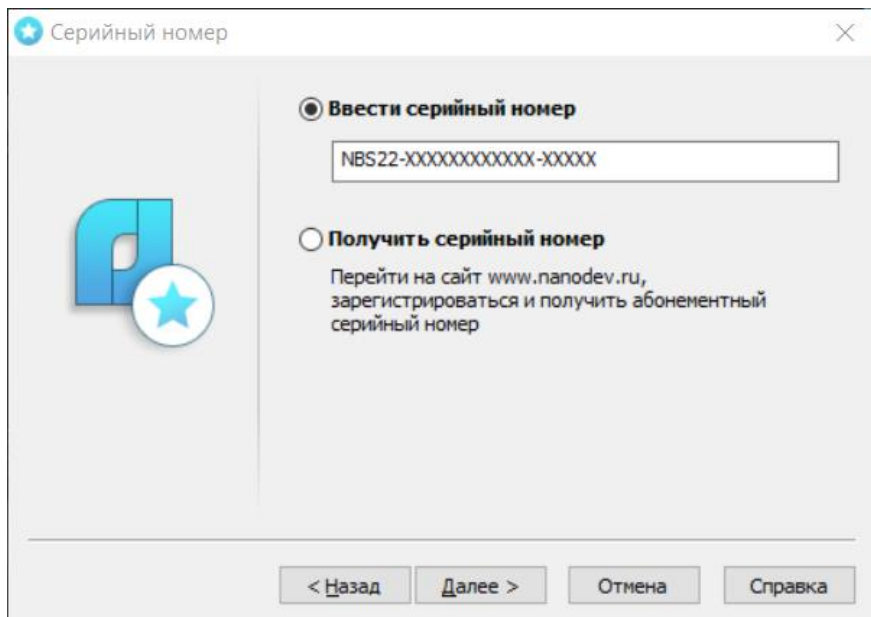 Серийный номер
Ввести серийный номер
NBS22-XXXXXXXXXXXX-XXXXX
Получить серийный номер
Перейти на сайт www.nanodev.ru,
зарегистрироваться и получить абонементный
серийный номер
< Назад Далее > Отмена Справка